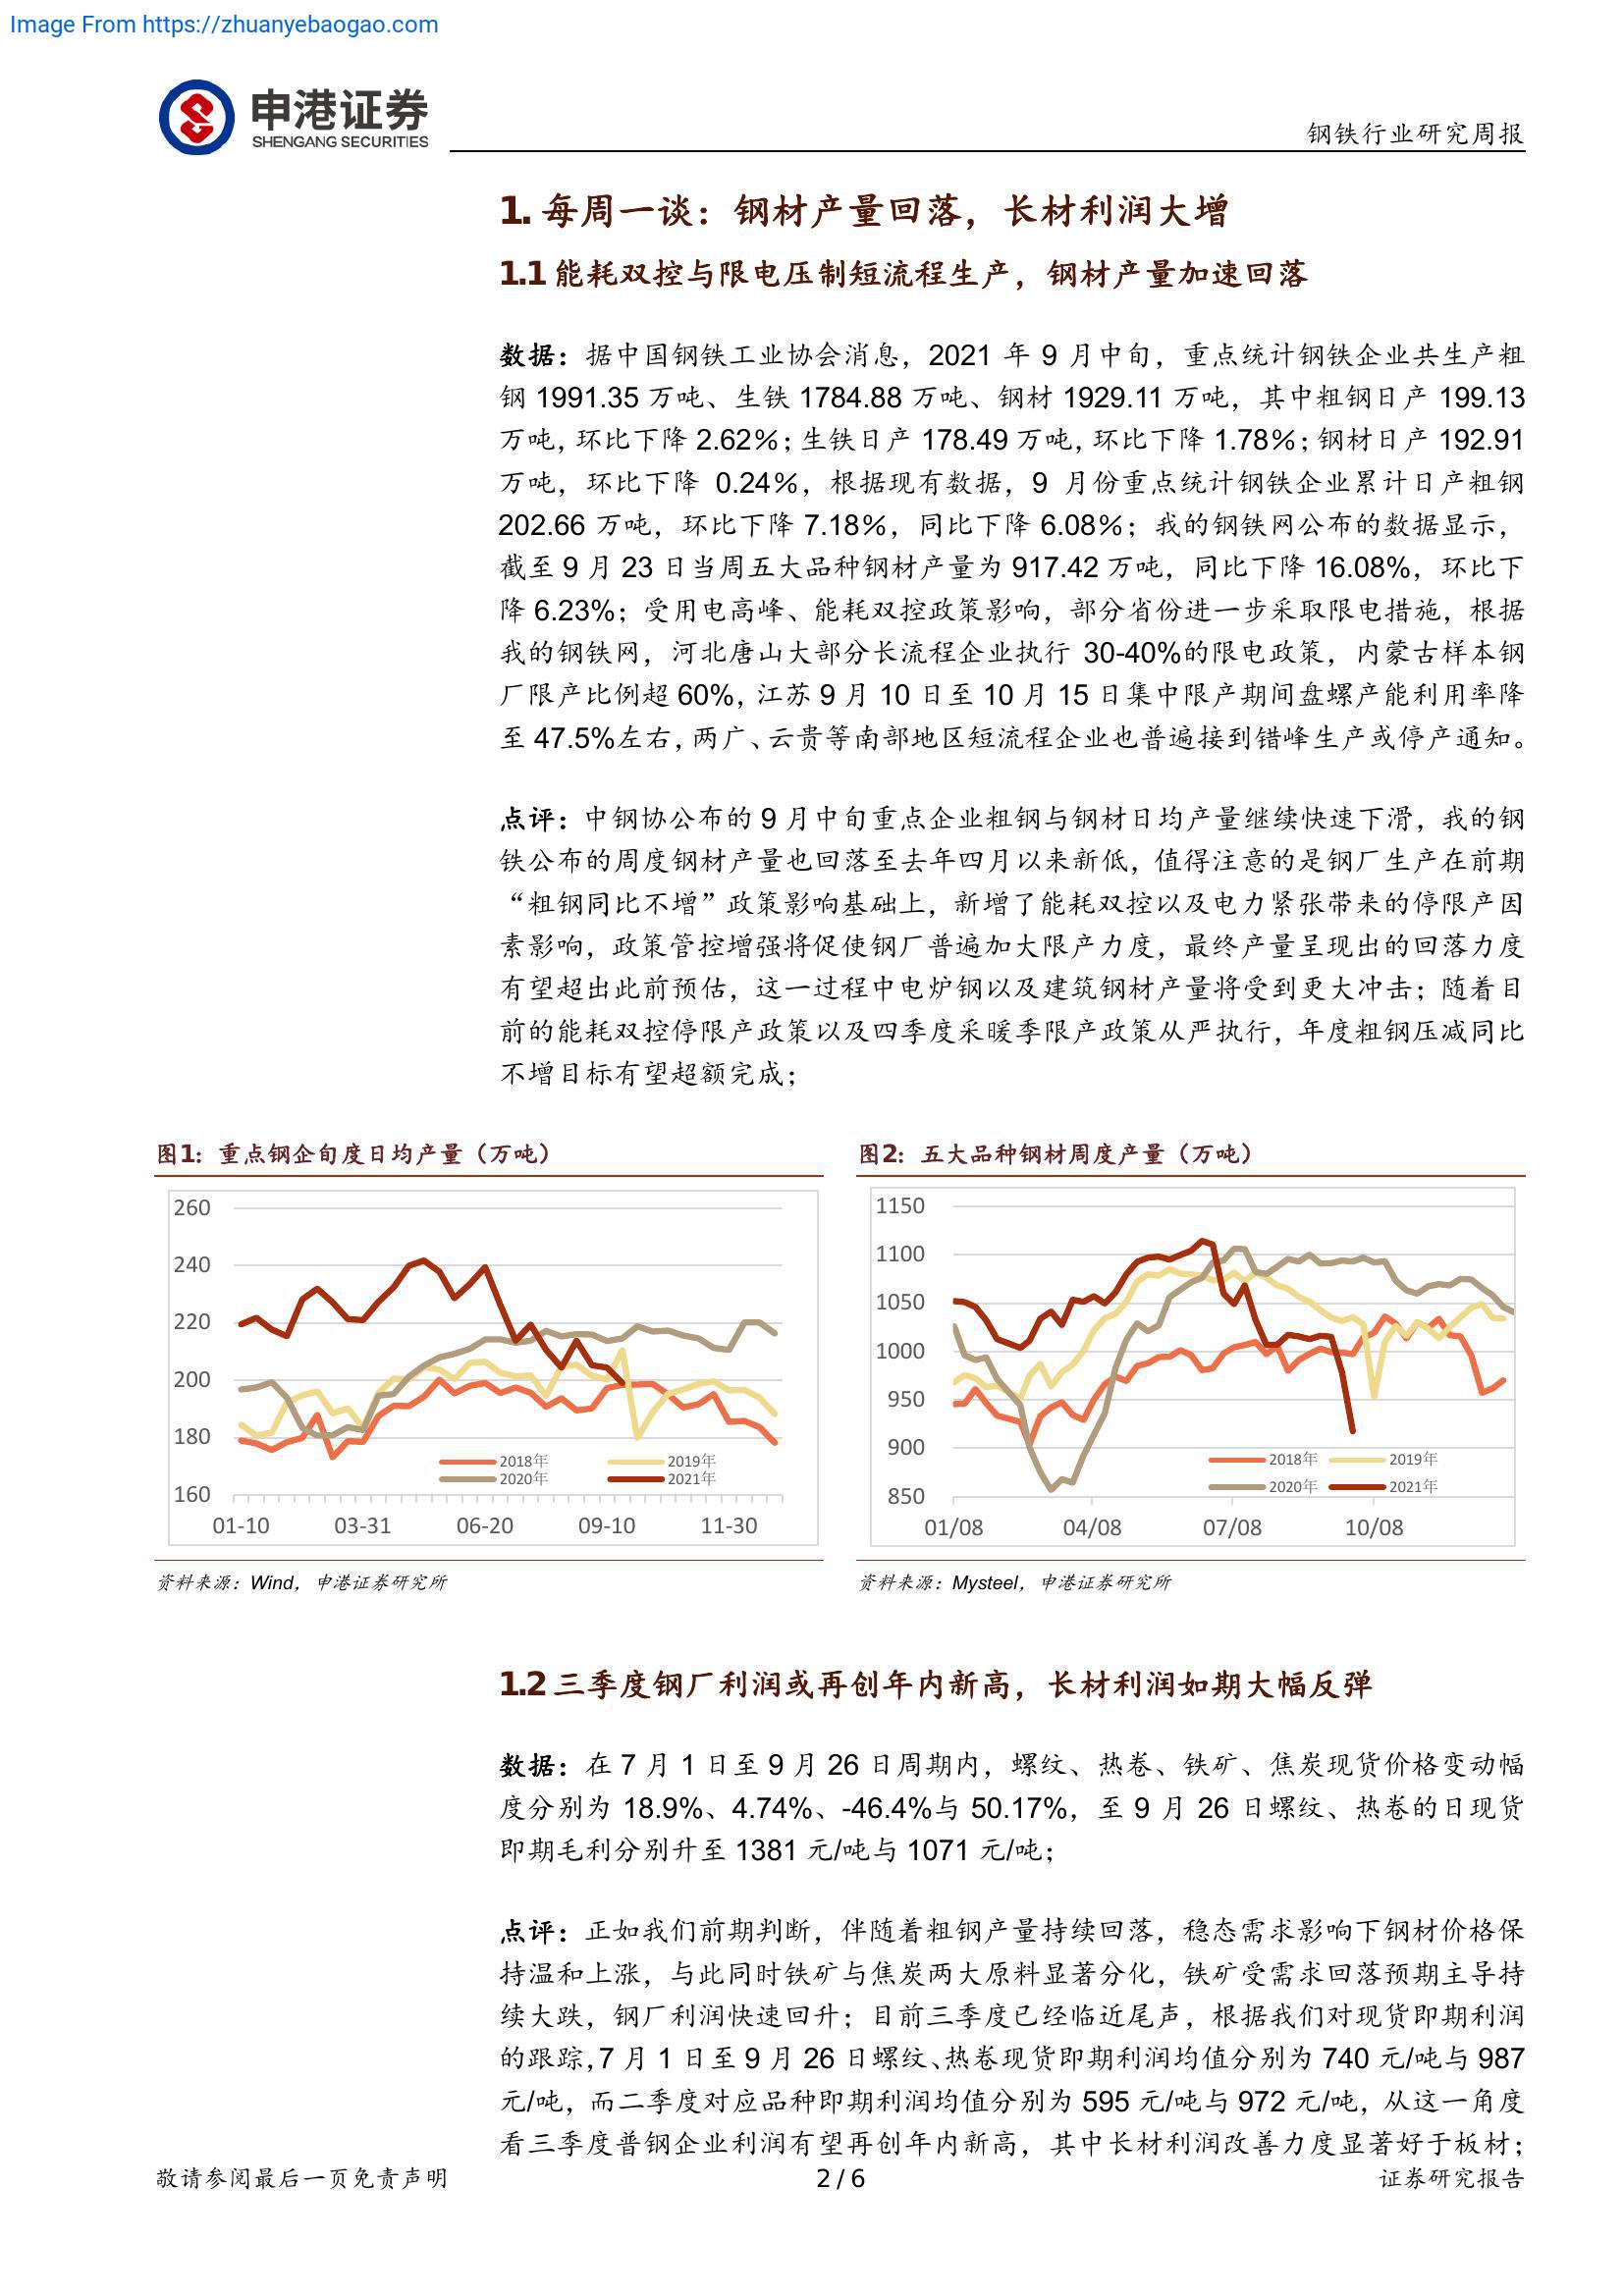 Image From https://zhuanyebaogao.com
申港证券
SHENGANG SECURITIES
钢铁行业研究周报
1. 每周一谈：钢材产量回落，长材利润大增
1.1 能耗双控与限电压制短流程生产，钢材产量加速回落
数据：据中国钢铁工业协会消息，2021 年 9 月中旬，重点统计钢铁企业共生产粗
钢 1991.35 万吨、生铁 1784.88 万吨、钢材 1929.11 万吨，其中粗钢日产 199.13
万吨，环比下降 2.62%；生铁日产 178.49 万吨，环比下降 1.78%；钢材日产 192.91
万吨，环比下降 0.24%，根据现有数据，9 月份重点统计钢铁企业累计日产粗钢
202.66 万吨，环比下降 7.18%，同比下降 6.08%；我的钢铁网公布的数据显示，
截至 9 月 23 日当周五大品种钢材产量为 917.42 万吨，同比下降 16.08%，环比下
降 6.23%；受用电高峰、能耗双控政策影响，部分省份进一步采取限电措施，根据
我的钢铁网，河北唐山大部分长流程企业执行 30-40%的限电政策，内蒙古样本钢
厂限产比例超 60%，江苏 9 月 10 日至 10 月 15 日集中限产期间盘螺产能利用率降
至 47.5%左右，两广、云贵等南部地区短流程企业也普遍接到错峰生产或停产通知。
点评：中钢协公布的 9 月中旬重点企业粗钢与钢材日均产量继续快速下滑，我的钢
铁公布的周度钢材产量也回落至去年四月以来新低，值得注意的是钢厂生产在前期
“粗钢同比不增”政策影响基础上，新增了能耗双控以及电力紧张带来的停限产因
素影响，政策管控增强将促使钢厂普遍加大限产力度，最终产量呈现出的回落力度
有望超出此前预估，这一过程中电炉钢以及建筑钢材产量将受到更大冲击；随着目
前的能耗双控停限产政策以及四季度采暖季限产政策从严执行，年度粗钢压减同比
不增目标有望超额完成；
图1：重点钢企旬度日均产量（万吨）
260
240
220
200
180
160
01-10 03-31 06-20 09-10 11-30
2018年 2019年
2020年 2021年
资料来源：Wind，申港证券研究所
图2：五大品种钢材周度产量（万吨）
1150
1100
1050
1000
950
900
850
01/08 04/08 07/08 10/08
2018年 2019年
2020年 2021年
资料来源：Mysteel，申港证券研究所
1.2 三季度钢厂利润或再创年内新高，长材利润如期大幅反弹
数据：在 7 月 1 日至 9 月 26 日周期内，螺纹、热卷、铁矿、焦炭现货价格变动幅
度分别为 18.9%、4.74%、-46.4%与 50.17%，至 9 月 26 日螺纹、热卷的日现货
即期毛利分别升至 1381 元/吨与 1071 元/吨；
点评：正如我们前期判断，伴随着粗钢产量持续回落，稳态需求影响下钢材价格保
持温和上涨，与此同时铁矿与焦炭两大原料显著分化，铁矿受需求回落预期主导持
续大跌，钢厂利润快速回升；目前三季度已经临近尾声，根据我们对现货即期利润
的跟踪，7 月 1 日至 9 月 26 日螺纹、热卷现货即期利润均值分别为 740 元/吨与 987
元/吨，而二季度对应品种即期利润均值分别为 595 元/吨与 972 元/吨，从这一角度
看三季度普钢企业利润有望再创年内新高，其中长材利润改善力度显著好于板材；
敬请参阅最后一页免责声明
2 / 6
证券研究报告